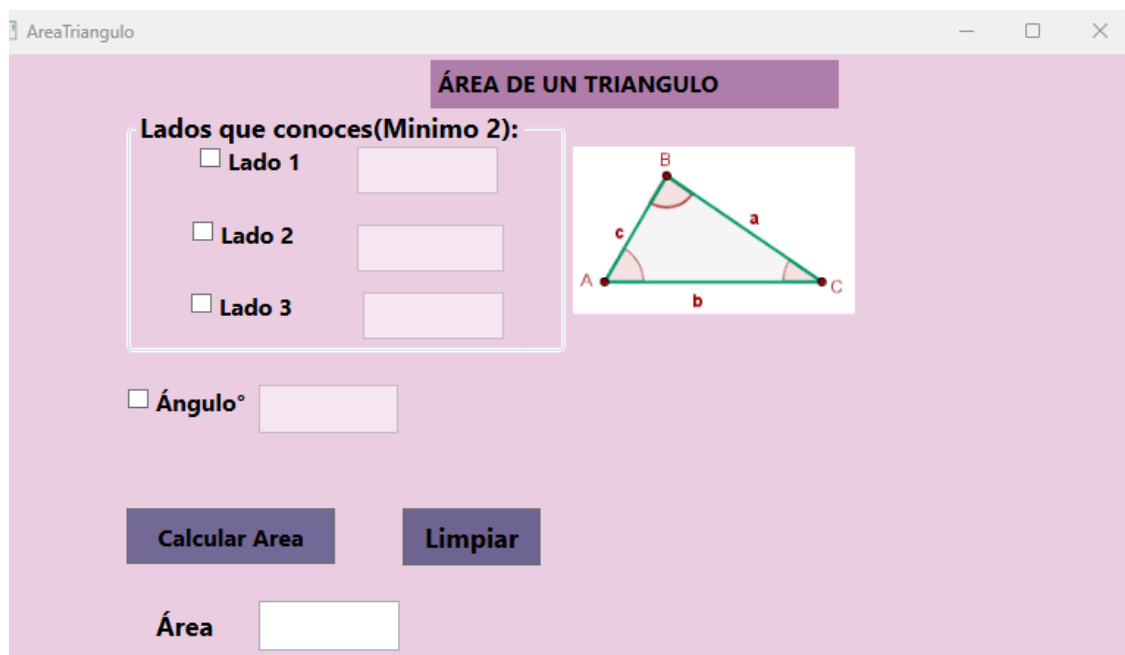 AreaTriangulo
ÁREA DE UN TRIANGULO
Lados que conoces(Minimo 2):
Lado 1
Lado 2
Lado 3
B
a
c
A
C
b
Ángulo°
Calcular Area
Limpiar
Área